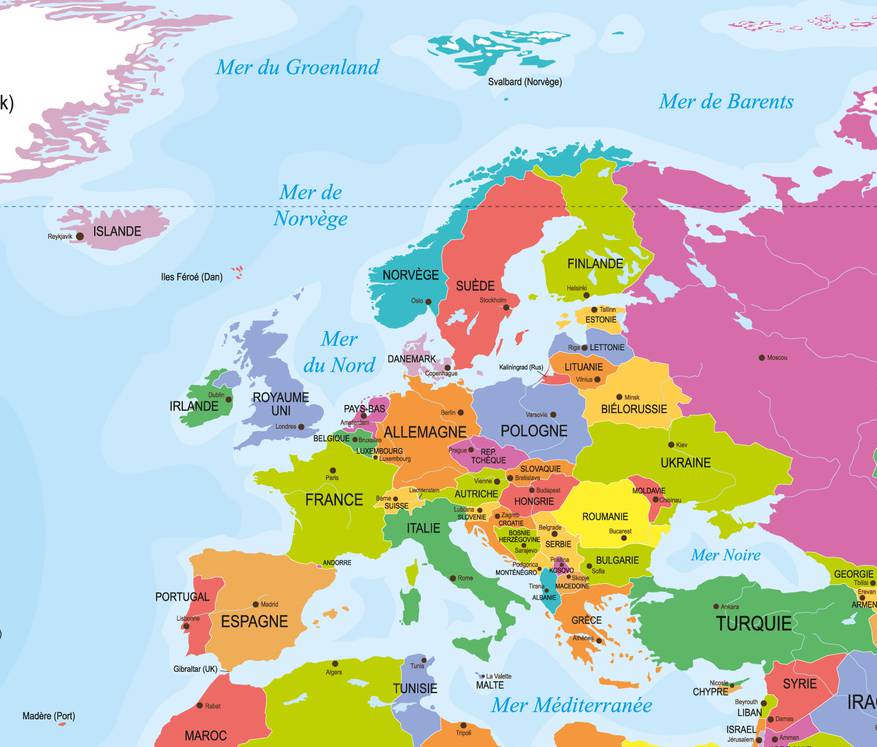 Mer du Groenland
Svalbard (Norvège)
k)
Mer de Barents
Mer de
Norvège
Reykjavik
ISLANDE
Iles Féroé (Dan)
NORVÈGE
Oslo
SUÈDE
Stockholm
FINLANDE
Helsinki
Tallinn
ESTONIE
Riga
LETTONIE
Moscou
Mer
du Nord
DANEMARK
Copenhague
Kaliningrad (Rus)
LITUANIE
Vilnius
Minsk
BIÉLORUSSIE
Dublin
IRLANDE
ROYAUME
UNI
Londres
PAYS-BAS
Amsterdam
Berlin
ALLEMAGNE
Varsovie
POLOGNE
BELGIQUE
Bruxelles
LUXEMBOURG
Luxembourg
Prague
REP.
TCHÈQUE
Kiev
UKRAINE
Paris
FRANCE
SLOVAQUIE
Bratislava
Vienne
AUTRICHE
Liechtenstein
Berne
SUISSE
Budapest
HONGRIE
MOLDAVIE
Chisinau
ITALIE
Lubliana
SLOVENIE
Zagreb
CROATIE
ROUMANIE
Bucarest
BOSNIE
HERZÉGOVINE
Sarajevo
Belgrade
SERBIE
Mer Noire
ANDORRE
Podgorica
MONTÉNÉGRO
Pristina
KOSOVO
Sofia
BULGARIE
Skopje
MACEDOINE
Tirana
ALBANIE
Rome
GEORGIE
Tbilisi
Erevan
ARMEN
PORTUGAL
Lisbonne
Madrid
ESPAGNE
GRÈCE
Athènes
Ankara
TURQUIE
)
Gibraltar (UK)
Alger
Tunis
TUNISIE
La Valette
MALTE
Nicosie
CHYPRE
SYRIE
IRA
Mer Méditerranée
Beyrouth
LIBAN
Damas
Madère (Port)
Rabat
MAROC
Tripoli
ISRAEL
Jérusalem
Amman